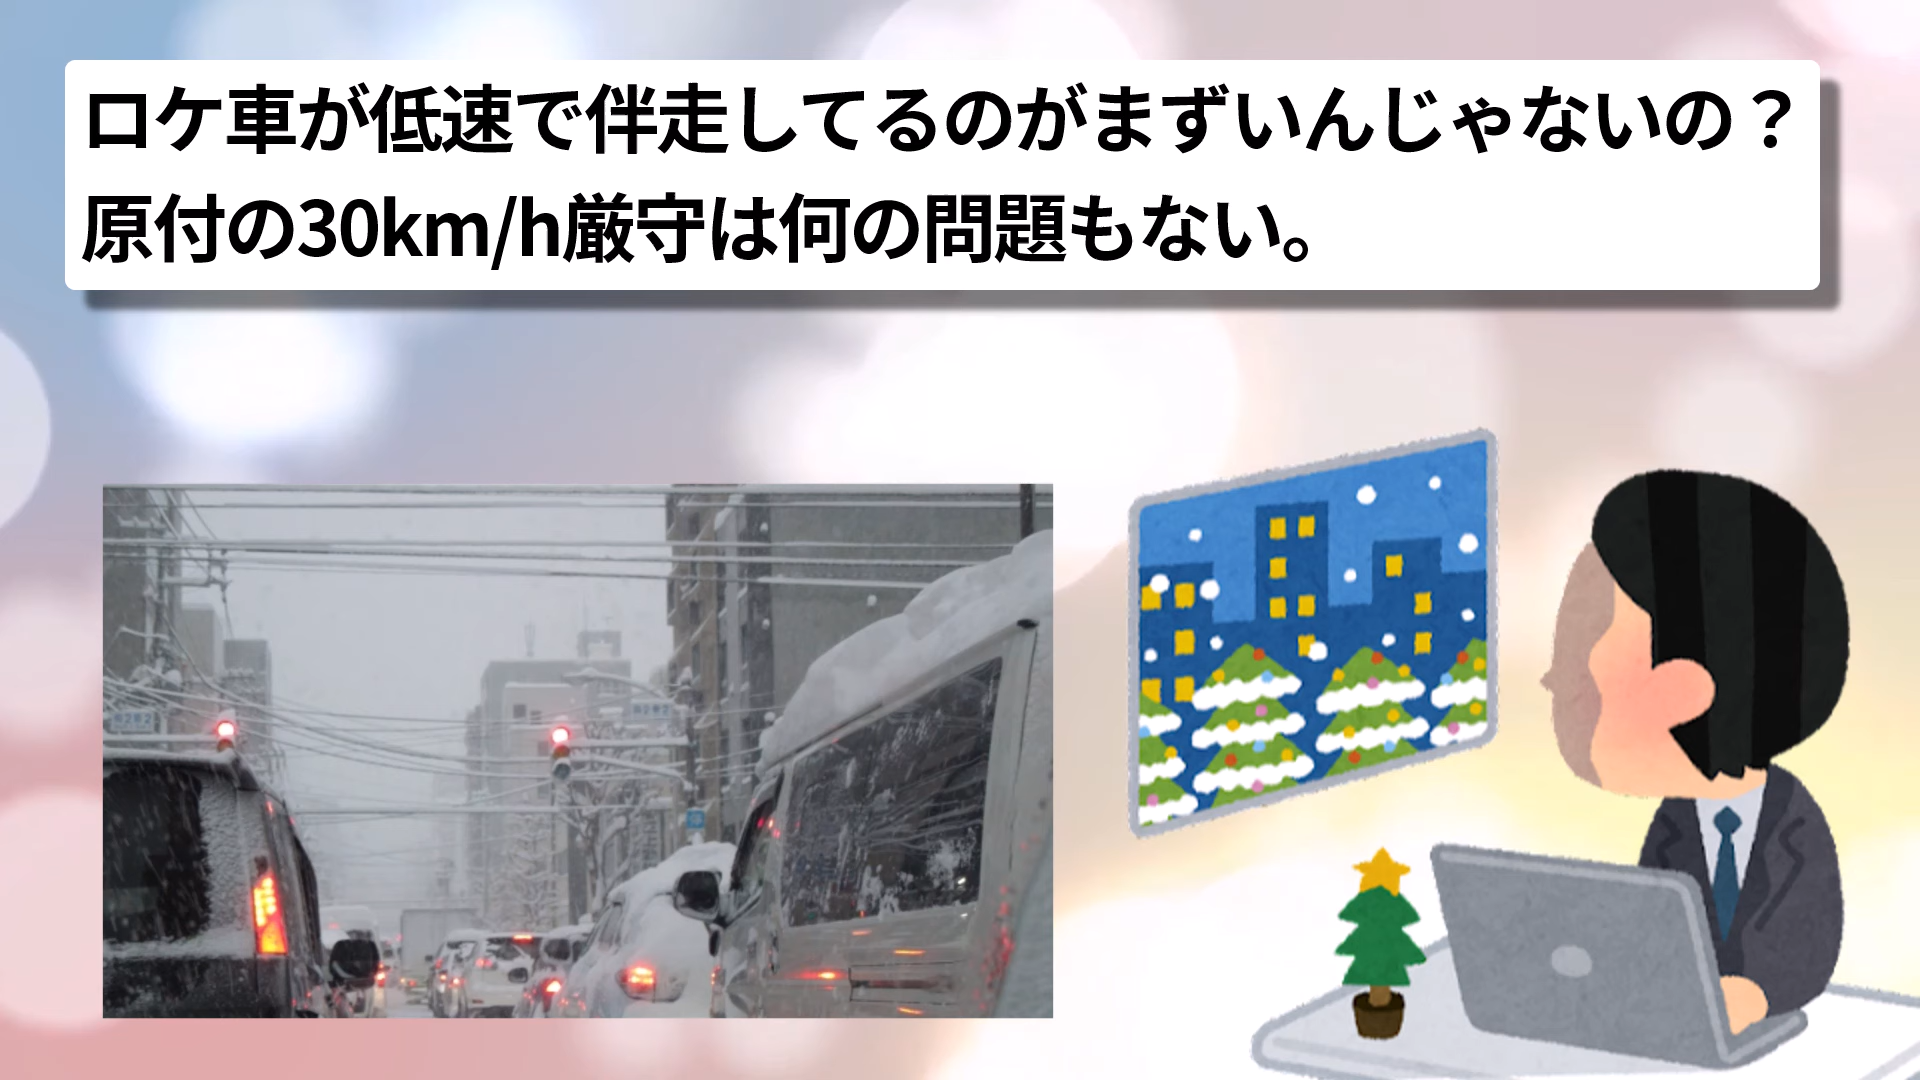 ロケ車が低速で伴走してるのがまずいんじゃないの？
原付の30km/h厳守は何の問題もない。